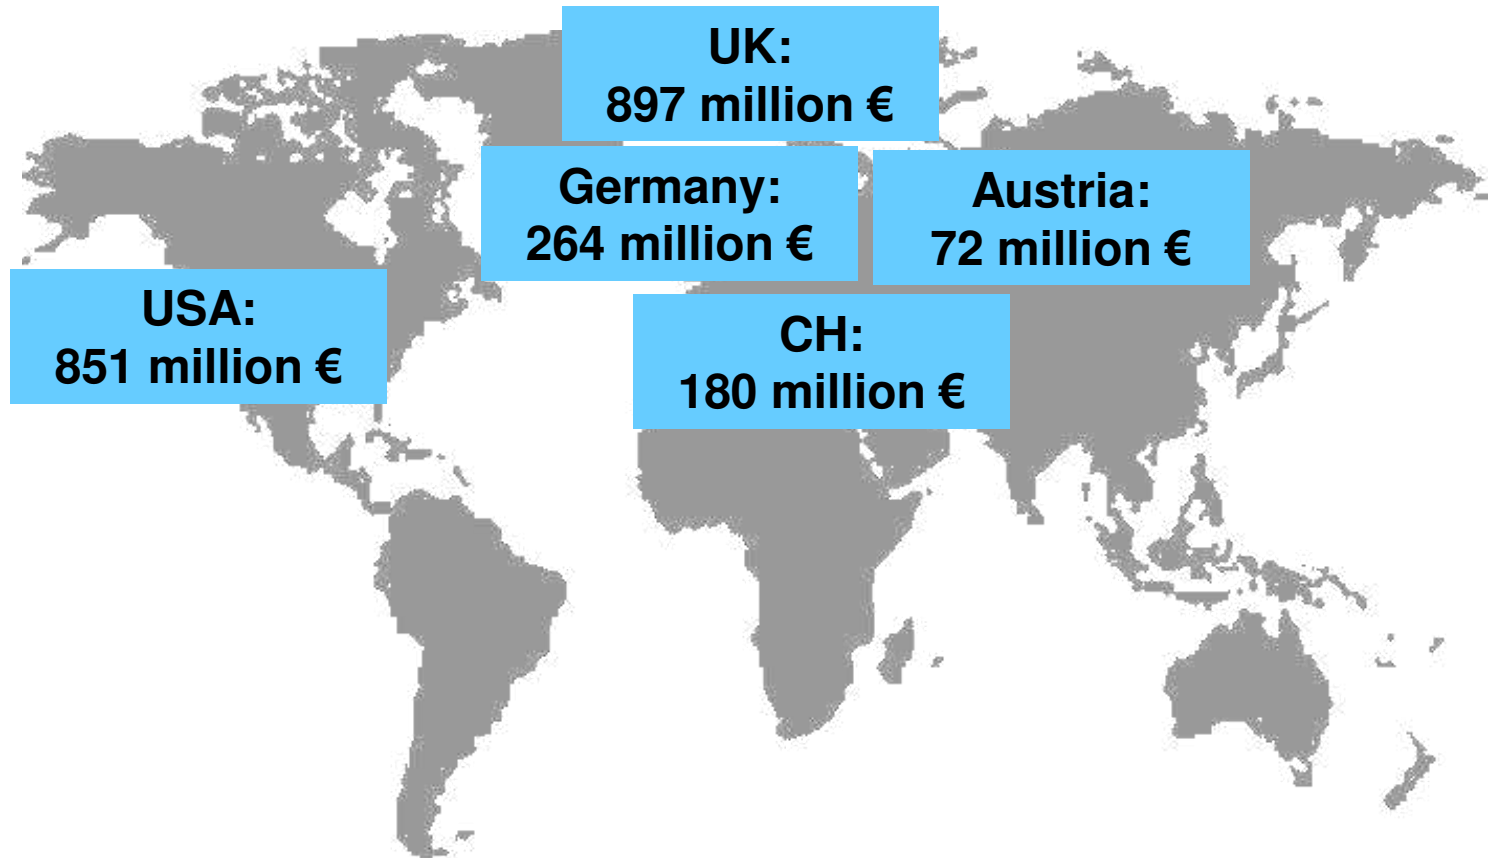 UK:
897 million €
Germany:
264 million €
Austria:
72 million €
USA:
851 million €
CH:
180 million €